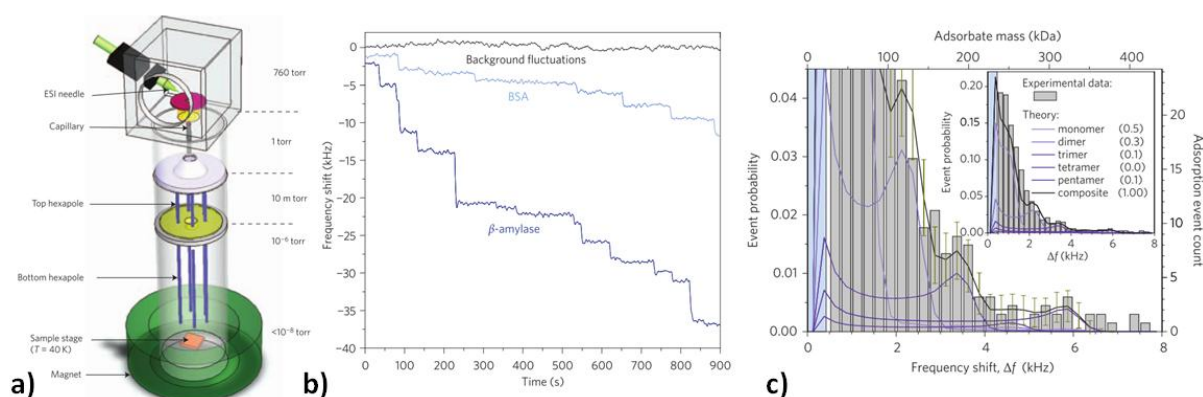 ESI needle
Capillary
Top hexapole
Bottom hexapole
Sample stage
(T = 40 K)
Magnet
760 torr
1 torr
10 m torr
10⁻⁶ torr
<10⁻⁸ torr
a)
0
−5
−10
−15
−20
−25
−30
−35
−40
Frequency shift (kHz)
Background fluctuations
BSA
β-amylase
0 100 200 300 400 500 600 700 800 900
Time (s)
b)
Adsorbate mass (kDa)
0 100 200 300 400
0.04
0.03
0.02
0.01
0.00
Event probability
Experimental data:
Theory:
monomer (0.5)
dimer (0.3)
trimer (0.1)
tetramer (0.0)
pentamer (0.1)
composite (1.00)
0.20
0.15
0.10
0.05
0.00
Event probability
0 2 4 6 8
Δf (kHz)
20
15
10
5
0
Adsorption event count
0 2 4 6 8
Frequency shift, Δf (kHz)
c)